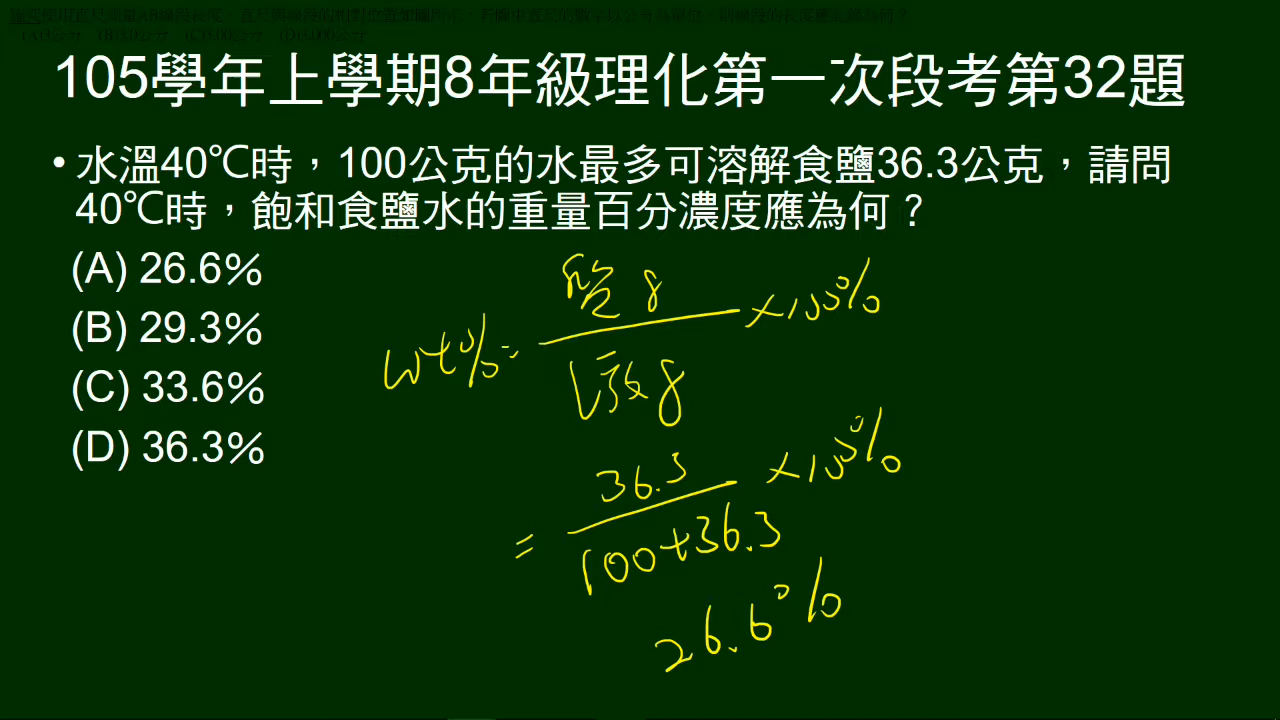 105學年上學期8年級理化第一次段考第32題
• 水溫40℃時，100公克的水最多可溶解食鹽36.3公克，請問
40℃時，飽和食鹽水的重量百分濃度應為何？
(A) 26.6%
(B) 29.3%
(C) 33.6%
(D) 36.3%
鹽 g
wt%= ×100%
液 g
36.3
= ×100%
100+36.3
26.6%